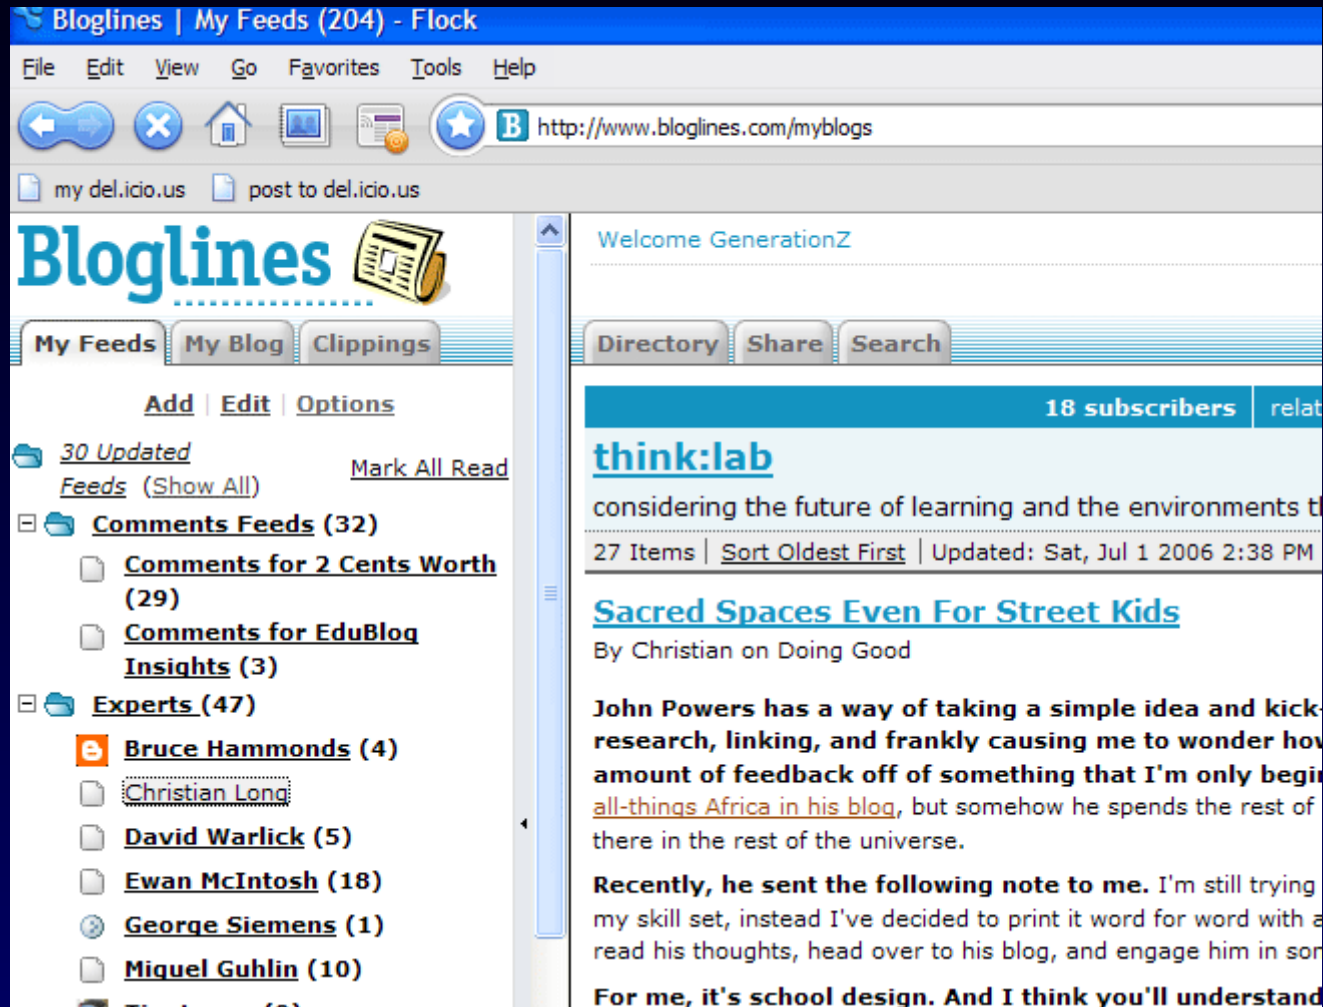 Bloglines | My Feeds (204) - Flock
File Edit View Go Favorites Tools Help
http://www.bloglines.com/myblogs
my del.icio.us post to del.icio.us
Bloglines
My Feeds My Blog Clippings
Add | Edit | Options
30 Updated
Feeds (Show All)
Mark All Read
Comments Feeds (32)
Comments for 2 Cents Worth
(29)
Comments for EduBlog
Insights (3)
Experts (47)
Bruce Hammonds (4)
Christian Long
David Warlick (5)
Ewan McIntosh (18)
George Siemens (1)
Miguel Guhlin (10)
Welcome GenerationZ
Directory Share Search
18 subscribers relat
think:lab
considering the future of learning and the environments
27 Items | Sort Oldest First | Updated: Sat, Jul 1 2006 2:38 PM
Sacred Spaces Even For Street Kids
By Christian on Doing Good
John Powers has a way of taking a simple idea and kick-
research, linking, and frankly causing me to wonder
amount of feedback off of something that I'm only
all-things Africa in his blog, but somehow he spends the rest of
there in the rest of the universe.
Recently, he sent the following note to me. I'm still trying
my skill set, instead I've decided to print it word for word with
read his thoughts, head over to his blog, and engage him in
For me, it's school design. And I think you'll understand